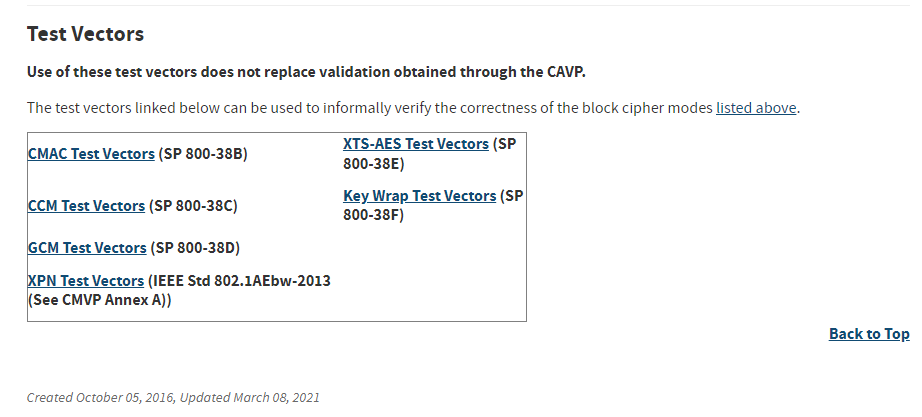 Test Vectors
Use of these test vectors does not replace validation obtained through the CAVP.
The test vectors linked below can be used to informally verify the correctness of the block cipher modes listed above.
CMAC Test Vectors (SP 800-38B)
XTS-AES Test Vectors (SP
800-38E)
CCM Test Vectors (SP 800-38C)
Key Wrap Test Vectors (SP
800-38F)
GCM Test Vectors (SP 800-38D)
XPN Test Vectors (IEEE Std 802.1AEbw-2013
(See CMVP Annex A))
Back to Top
Created October 05, 2016, Updated March 08, 2021